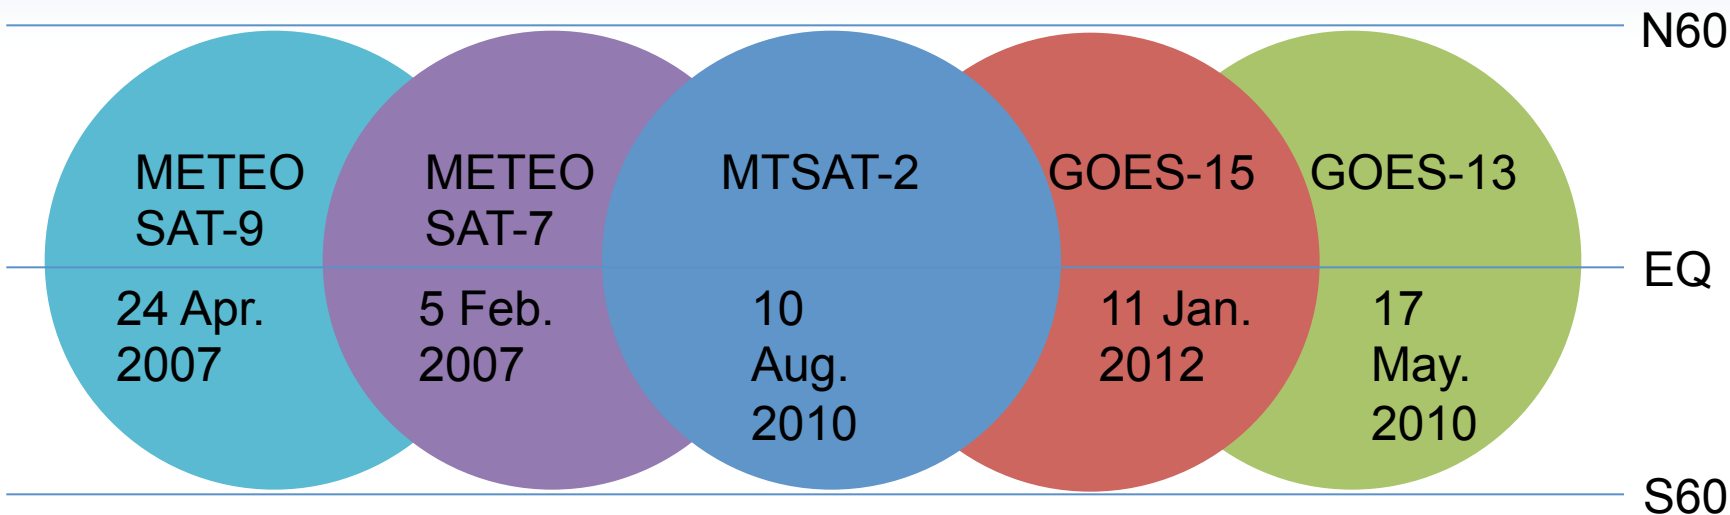 N60
METEO
SAT-9
METEO
SAT-7
MTSAT-2
GOES-15
GOES-13
EQ
24 Apr.
2007
5 Feb.
2007
10
Aug.
2010
11 Jan.
2012
17
May.
2010
S60